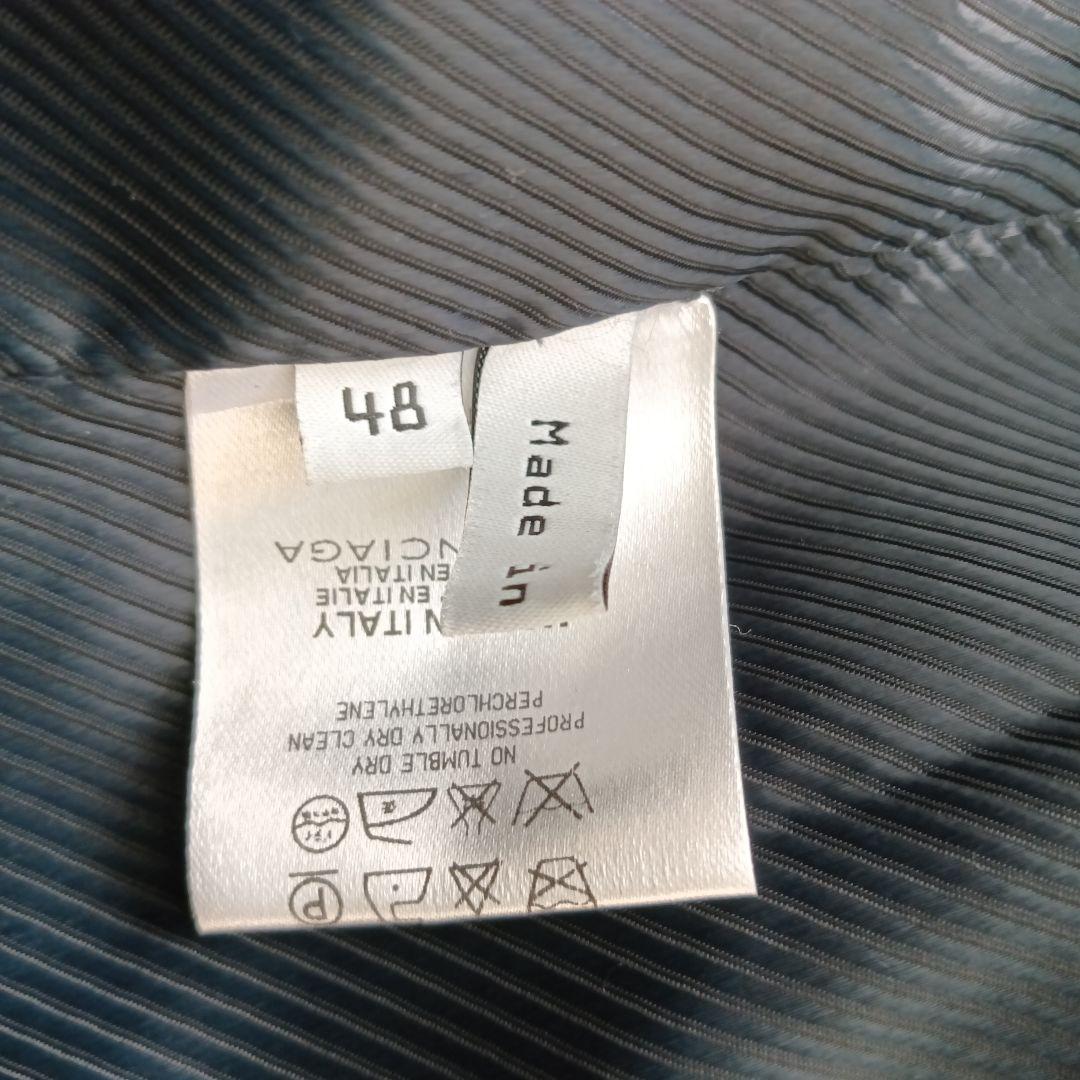 48
Made in
NCIAGA
EN ITALIA
EN ITALIE
N ITALY
PERCHLORETHYLENE
PROFESSIONALLY DRY CLEAN
NO TUMBLE DRY
P